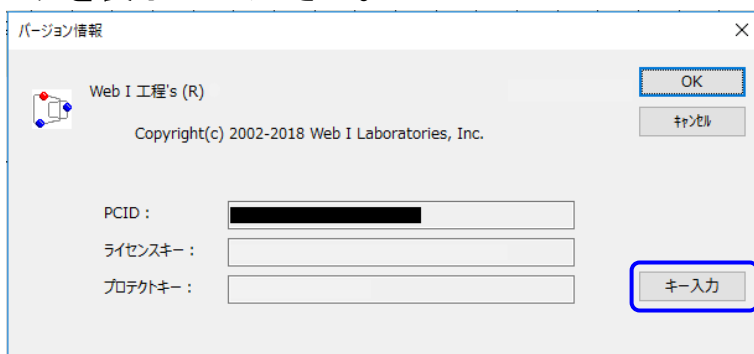 バージョン情報
Web I 工程's (R)
OK
Copyright(c) 2002-2018 Web I Laboratories, Inc.
ｷｬﾝｾﾙ
PCID：
ライセンスキー：
プロテクトキー：
キー入力